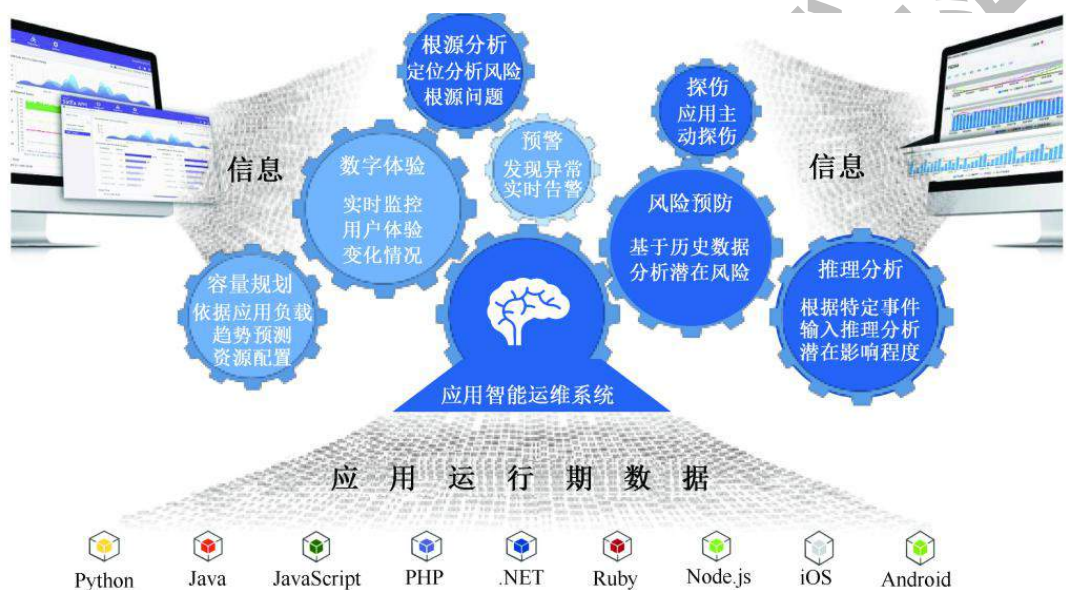 根源分析
定位分析风险
根源问题
探伤
应用主
动探伤
预警
发现异常
实时告警
信息
数字体验
实时监控
用户体验
变化情况
风险预防
基于历史数据
分析潜在风险
信息
容量规划
依据应用负载
趋势预测
资源配置
推理分析
根据特定事件
输入推理分析
潜在影响程度
应用智能运维系统
应用运行期数据
Python
Java
JavaScript
PHP
.NET
Ruby
Node.js
iOS
Android